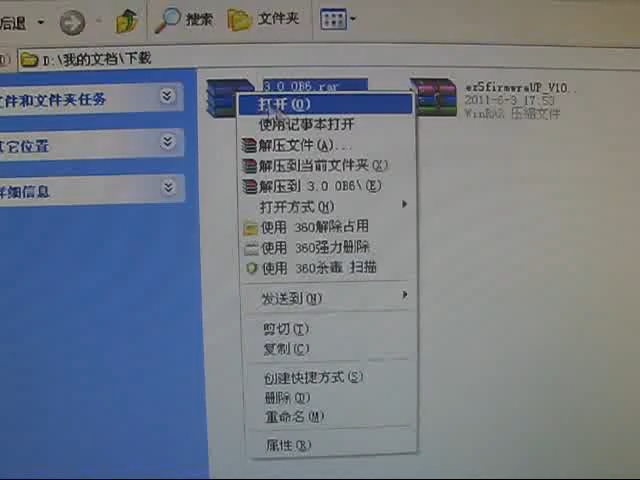 后退 搜索 文件夹
D:\我的文档\下载
文件和文件夹任务
其它位置
详细信息
3.0 0B6.rar
2011-6-3 17.53
WinRAR 压缩文件
打开(O)
使用记事本打开
解压文件(A)...
解压到当前文件夹(X)
解压到 3.0 0B6\(E)
打开方式(H)
使用 360解除占用
使用 360强力删除
使用 360杀毒 扫描
发送到(N)
剪切(T)
复制(C)
创建快捷方式(S)
删除(D)
重命名(M)
属性(R)